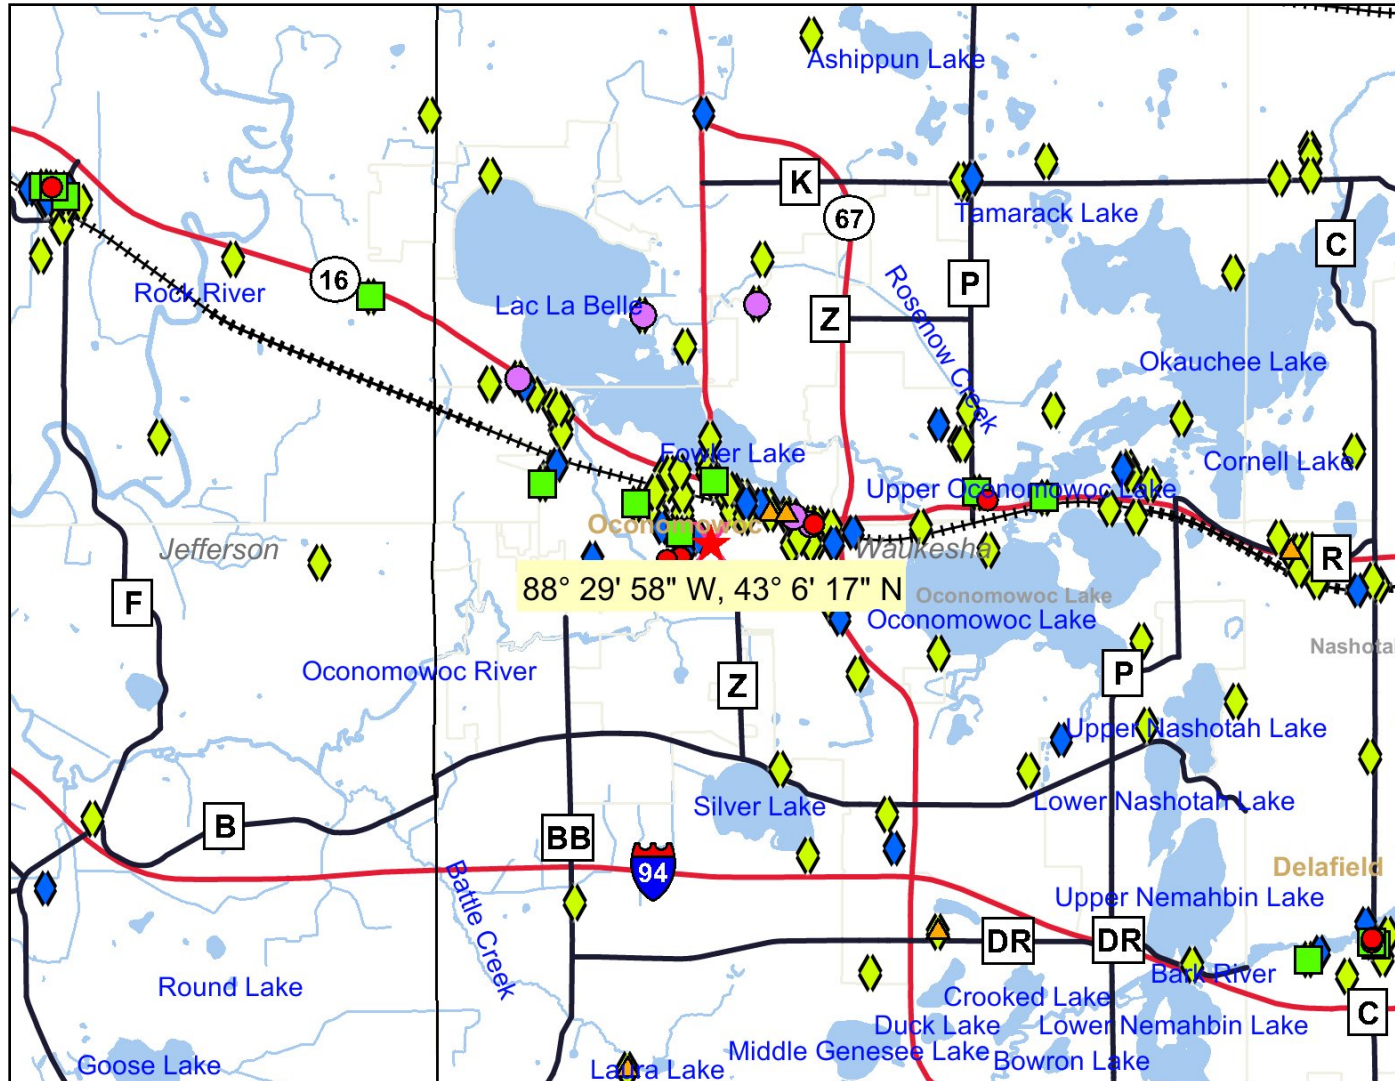 Ashippun Lake
K
Tamarack Lake
67
C
16
Rock River
Lac La Belle
P
Z
Rosenow Creek
Okauchee Lake
Fowler Lake
Cornell Lake
Upper Oconomowoc Lake
Oconomowoc
Jefferson
Waukesha
R
88° 29' 58" W, 43° 6' 17" N
Oconomowoc Lake
F
Oconomowoc Lake
Oconomowoc River
Z
P
Upper Nashotah Lake
Silver Lake
Lower Nashotah Lake
B
BB
94
Delafield
Battle Creek
Upper Nemahbin Lake
DR
DR
Round Lake
Bark River
Crooked Lake
C
Duck Lake
Lower Nemahbin Lake
Middle Genesee Lake
Bowron Lake
Goose Lake
Laura Lake